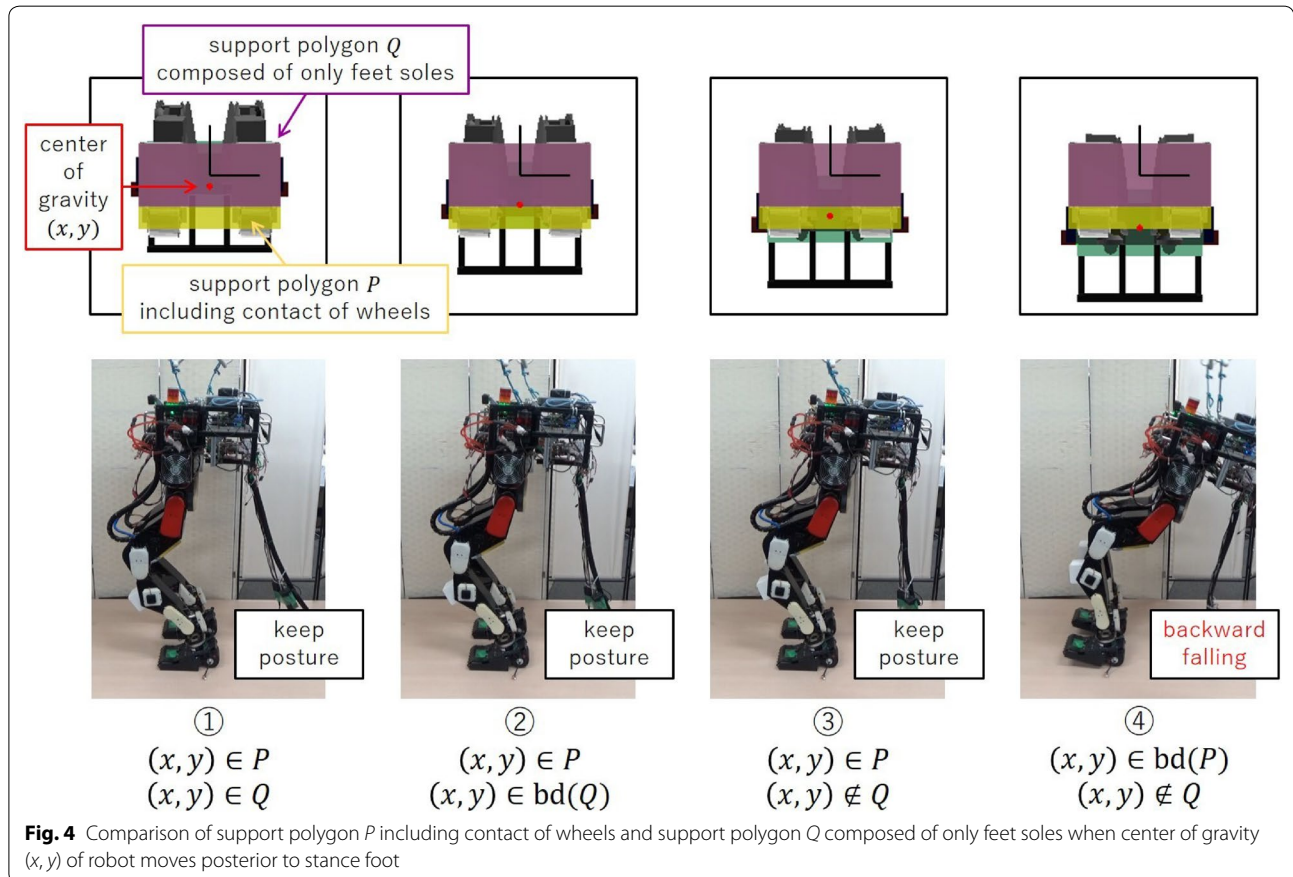 support polygon Q
composed of only feet soles
center
of
gravity
(x, y)
support polygon P
including contact of wheels
keep
posture
keep
posture
keep
posture
backward
falling
①
(x, y) ∈ P
(x, y) ∈ Q
②
(x, y) ∈ P
(x, y) ∈ bd(Q)
③
(x, y) ∈ P
(x, y) ∉ Q
④
(x, y) ∈ bd(P)
(x, y) ∉ Q
Fig. 4 Comparison of support polygon P including contact of wheels and support polygon Q composed of only feet soles when center of gravity
(x, y) of robot moves posterior to stance foot